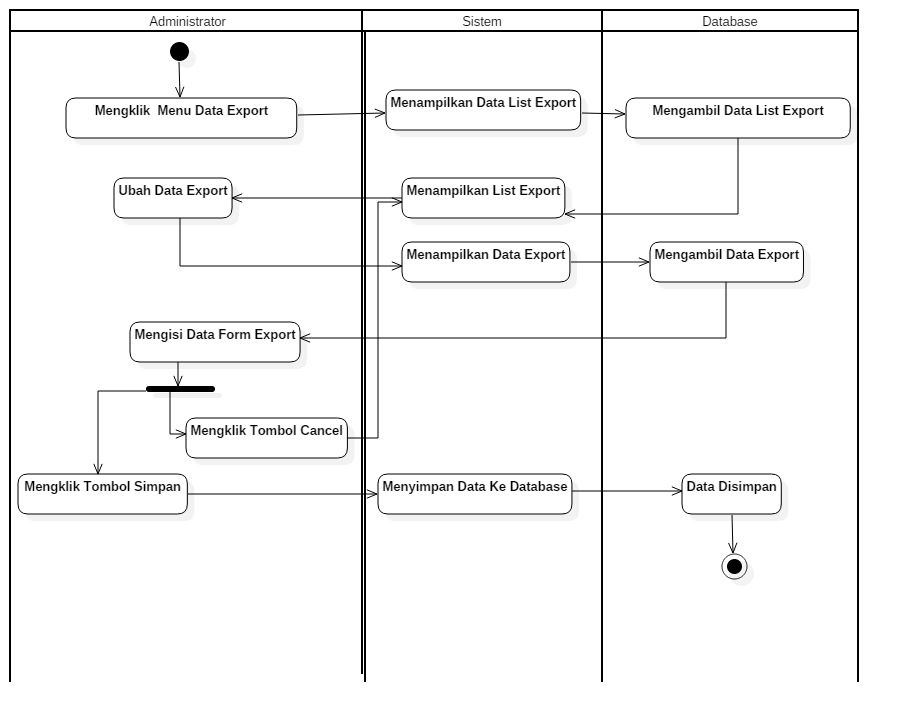 Administrator
Sistem
Database
Mengklik  Menu Data Export
Menampilkan Data List Export
Mengambil Data List Export
Ubah Data Export
Menampilkan List Export
Menampilkan Data Export
Mengambil Data Export
Mengisi Data Form Export
Mengklik Tombol Cancel
Mengklik Tombol Simpan
Menyimpan Data Ke Database
Data Disimpan